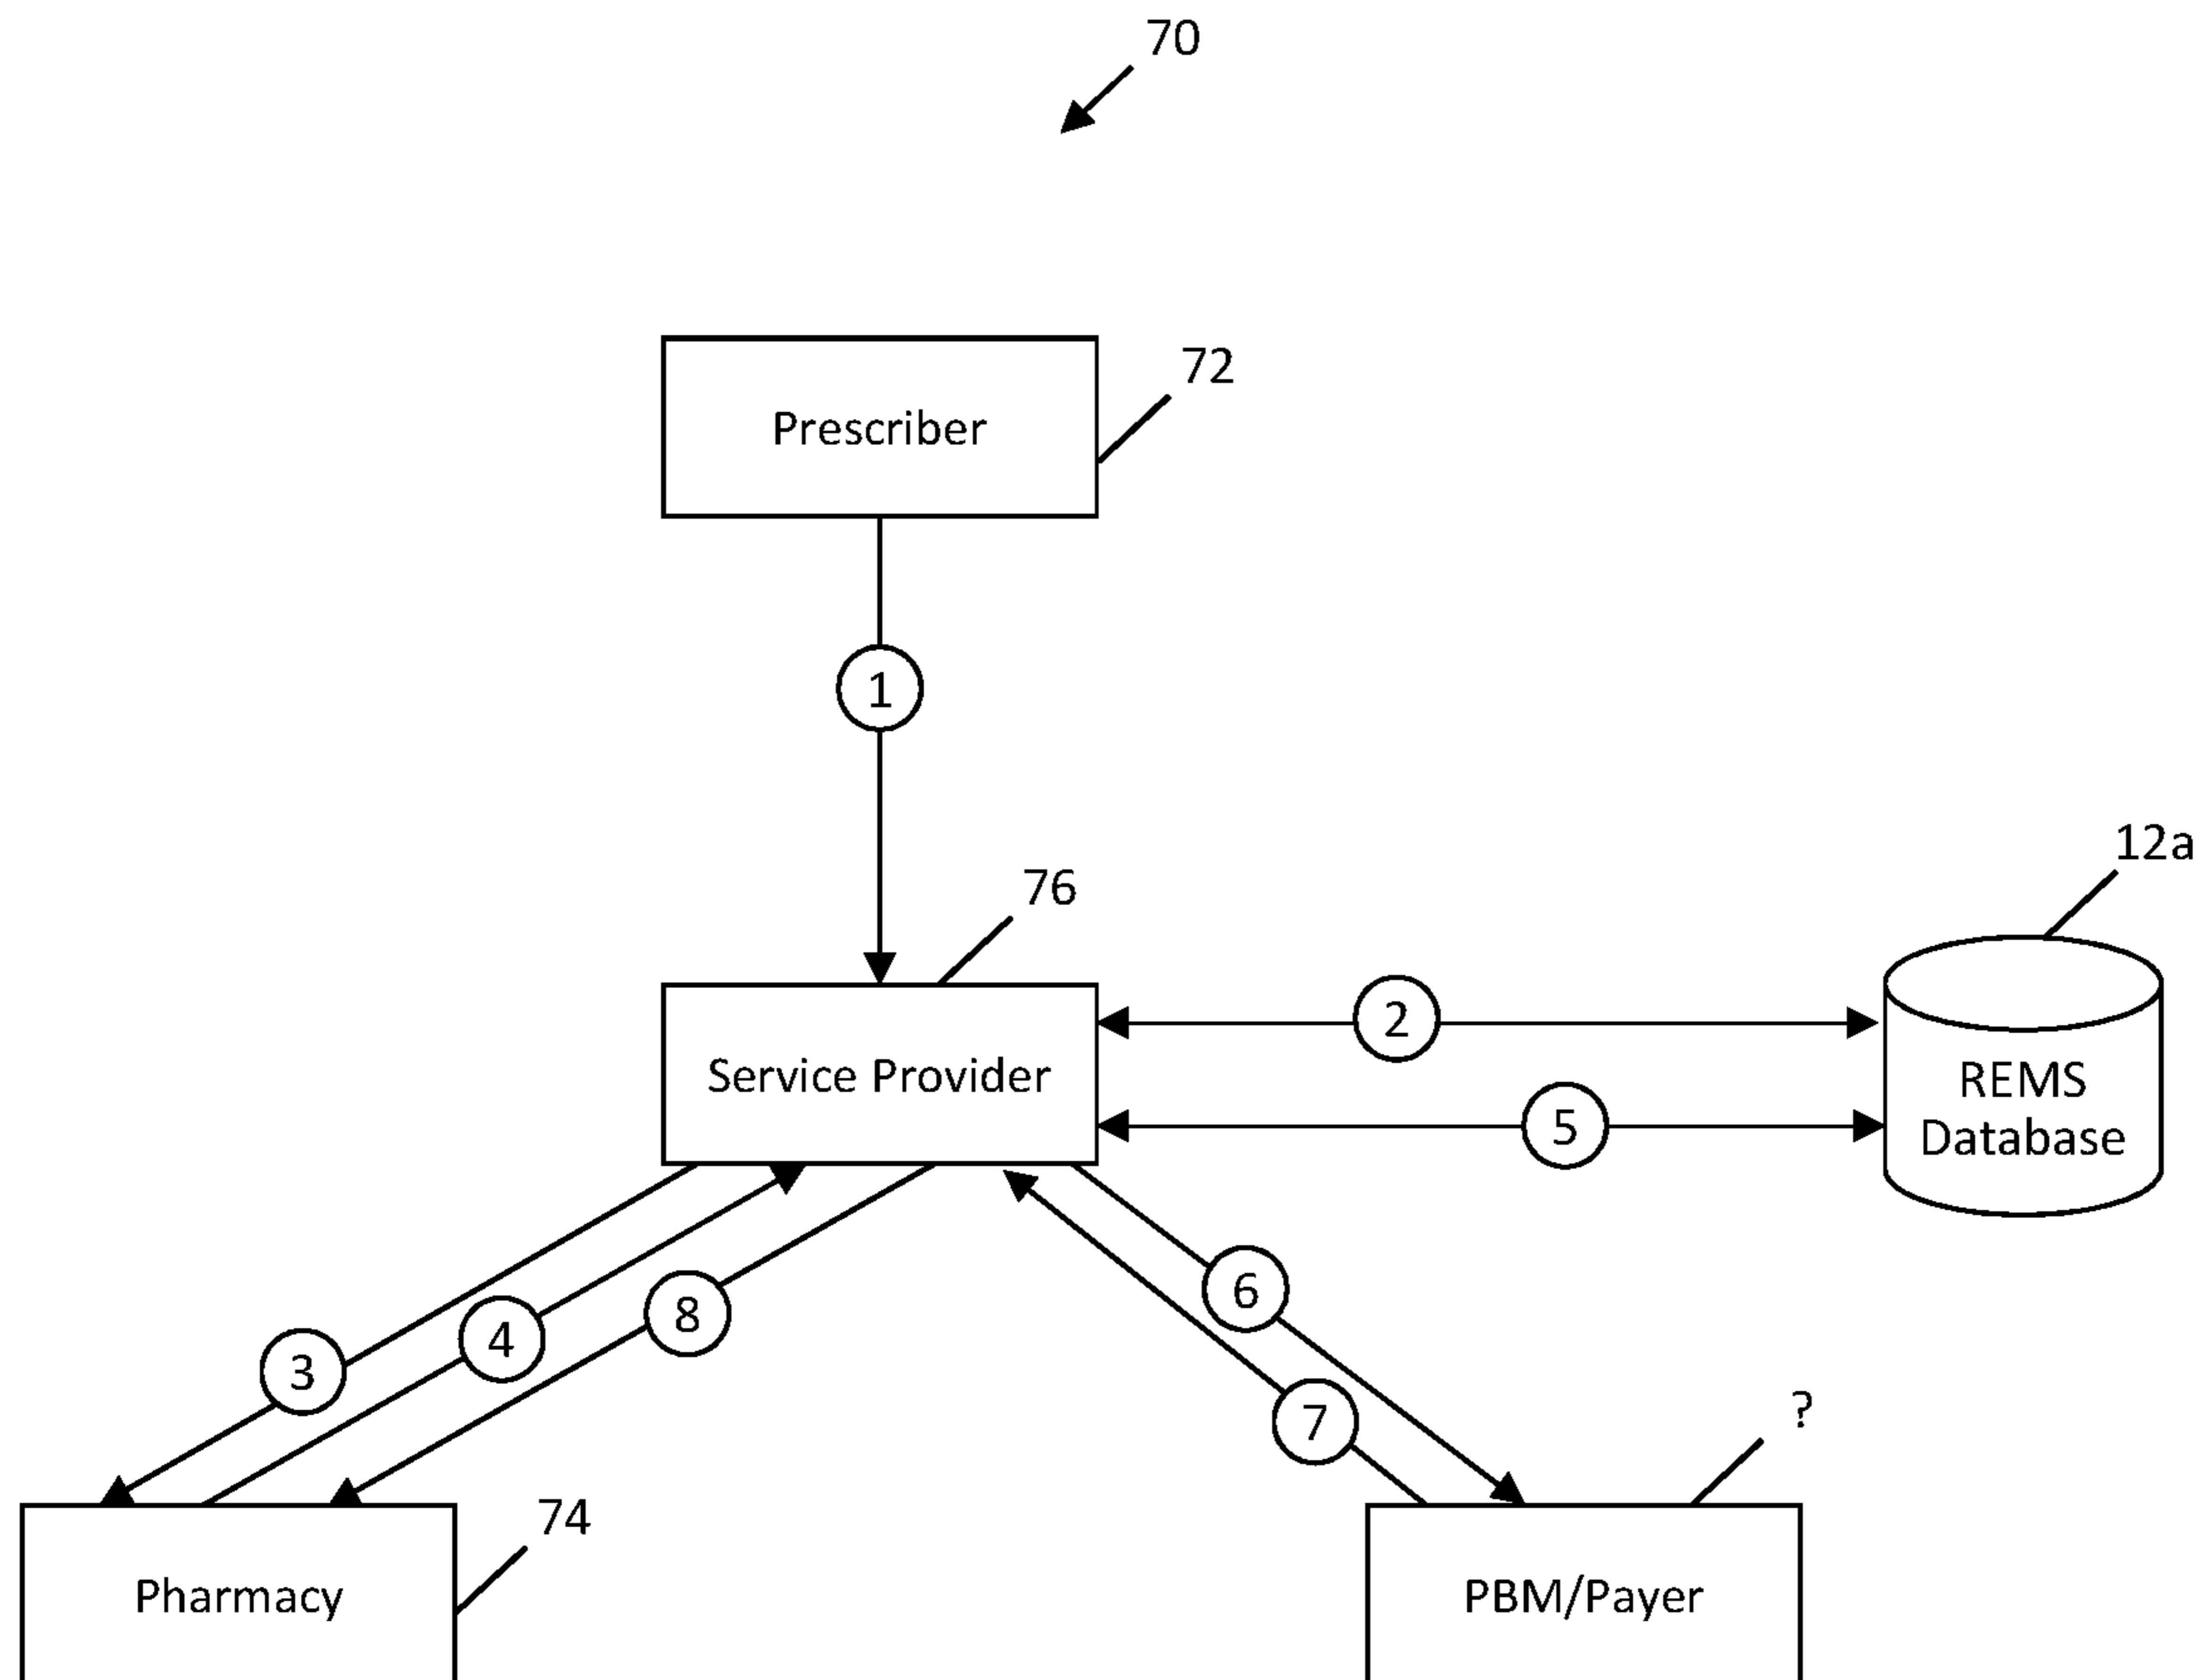 70
72
Prescriber
1
12a
76
2
Service Provider
REMS
5
Database
6
8
4
3
?
7
74
Pharmacy
PBM/Payer